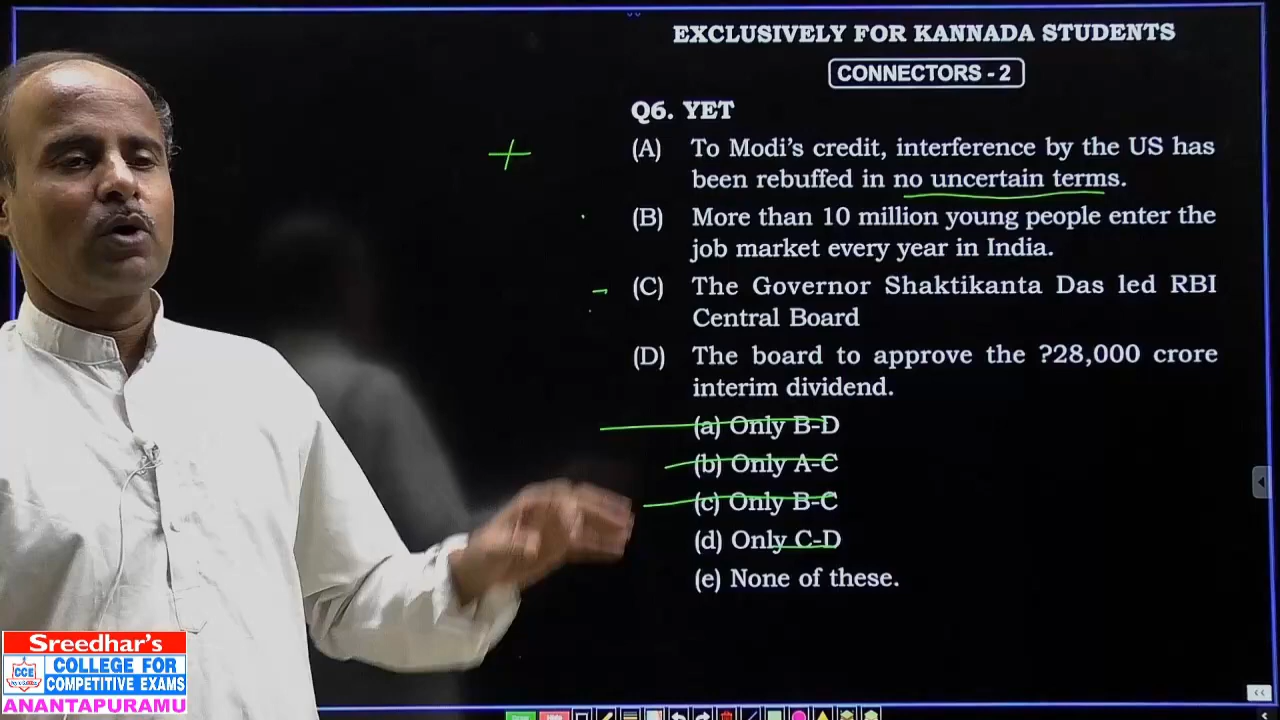 EXCLUSIVELY FOR KANNADA STUDENTS
CONNECTORS - 2
Q6. YET
(A) To Modi's credit, interference by the US has
been rebuffed in no uncertain terms.
(B) More than 10 million young people enter the
job market every year in India.
(C) The Governor Shaktikanta Das led RBI
Central Board
(D) The board to approve the ?28,000 crore
interim dividend.
(a) Only B-D
(b) Only A-C
(c) Only B-C
(d) Only C-D
(e) None of these.
Sreedhar's
CCE
COLLEGE FOR
COMPETITIVE EXAMS
ANANTAPURAMU